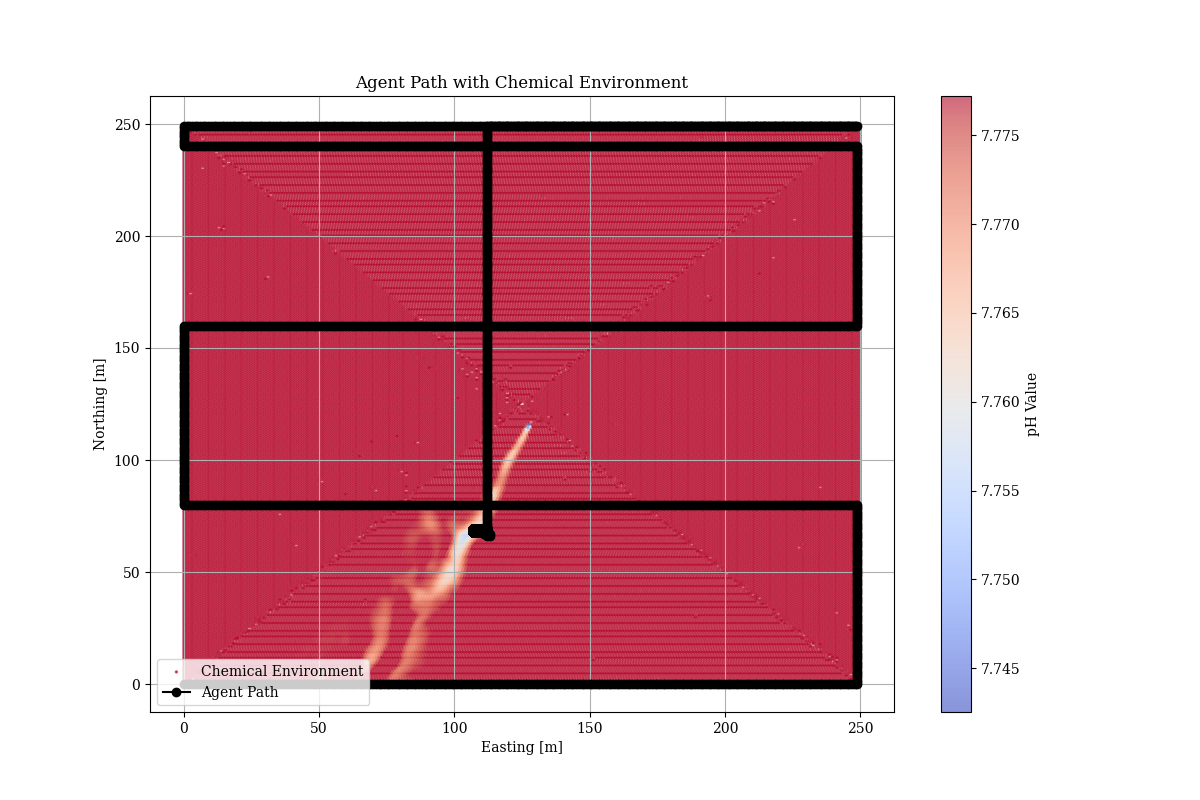 Agent Path with Chemical Environment
250
200
150
100
50
0
Northing [m]
0 50 100 150 200 250
Easting [m]
Chemical Environment
Agent Path
7.775
7.770
7.765
7.760
7.755
7.750
7.745
pH Value